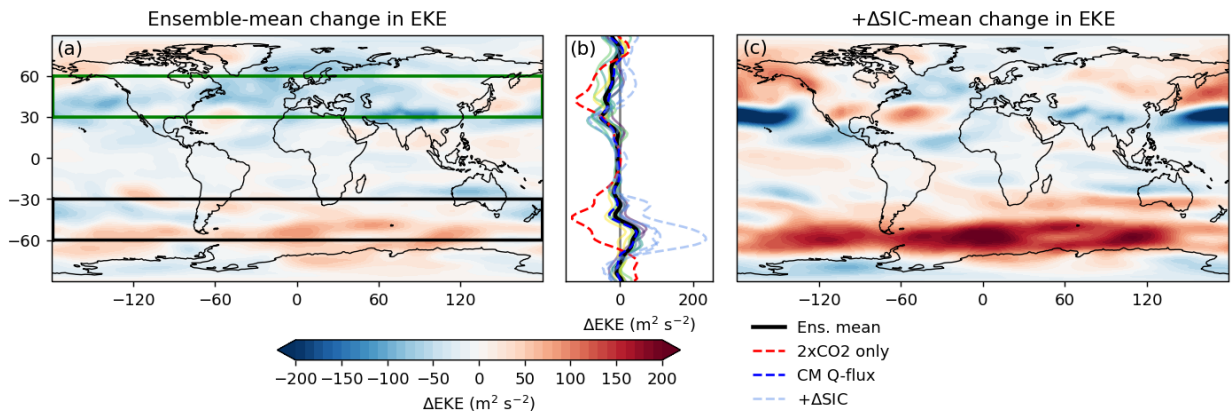 Ensemble-mean change in EKE
+ΔSIC-mean change in EKE
(a)
(b)
(c)
60
30
0
−30
−60
−120
−60
0
60
120
0
200
−120
−60
0
60
120
ΔEKE (m² s⁻²)
−200
−150
−100
−50
0
50
100
150
200
ΔEKE (m² s⁻²)
Ens. mean
2xCO2 only
CM Q-flux
+ΔSIC